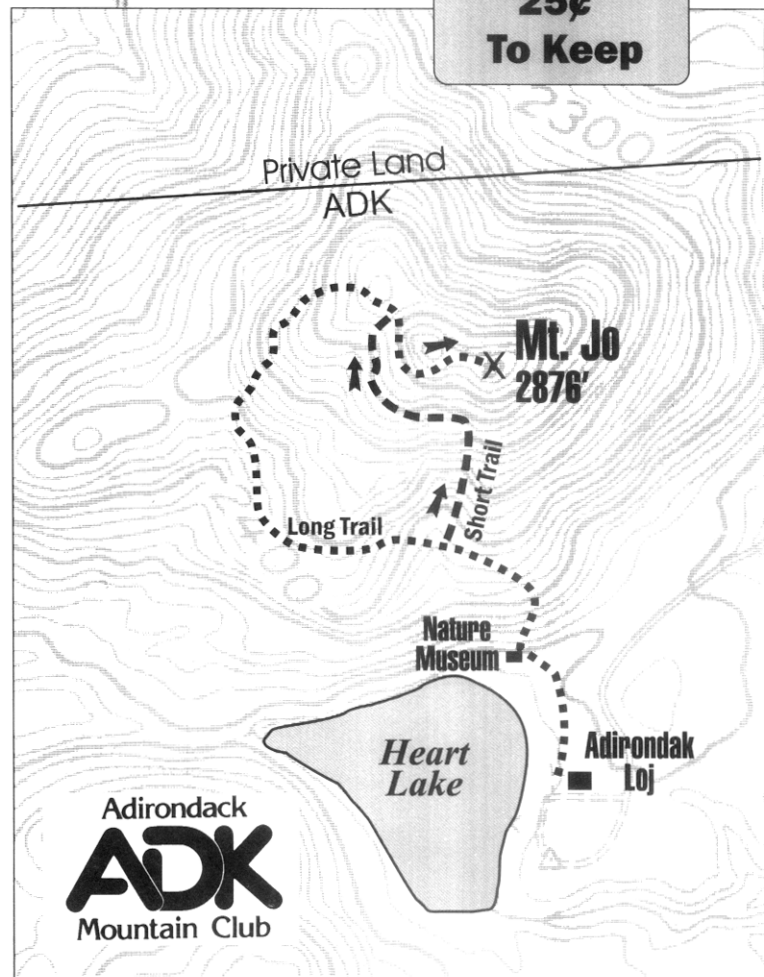 25¢
To Keep
2300
Private Land
ADK
Mt. Jo
2876'
Short Trail
Long Trail
Nature
Museum
Adirondak
Loj
Heart
Lake
Adirondack
ADK
Mountain Club